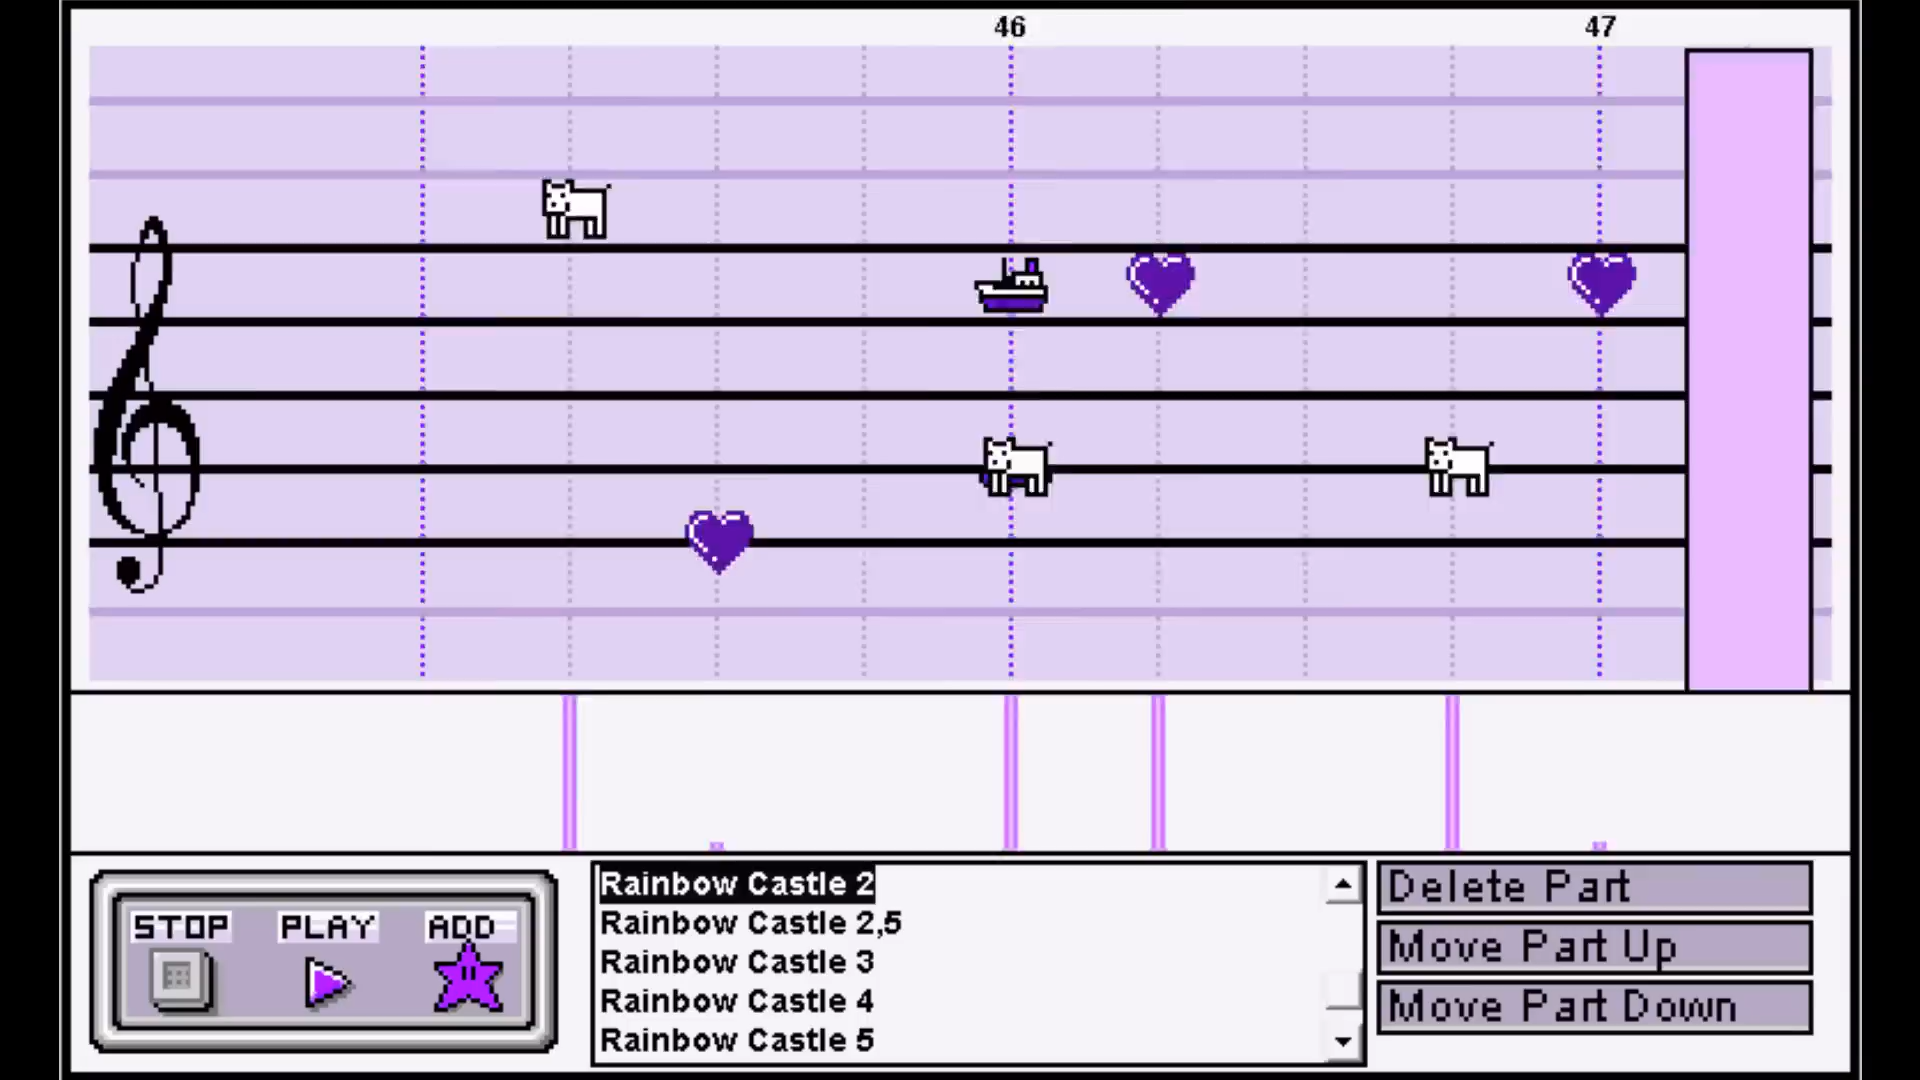 46 47
STOP PLAY ADD
Rainbow Castle 2
Rainbow Castle 2,5
Rainbow Castle 3
Rainbow Castle 4
Rainbow Castle 5
Delete Part
Move Part Up
Move Part Down